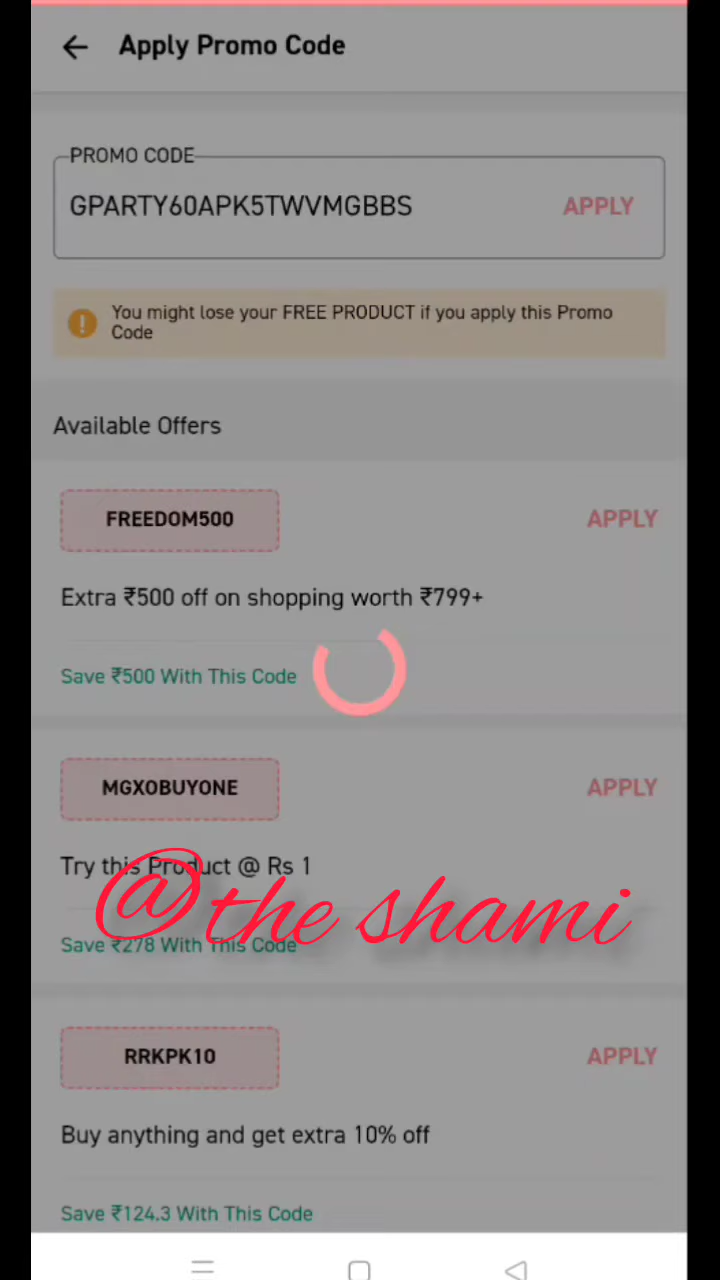 Apply Promo Code
PROMO CODE
GPARTY60APK5TWVMGBBS APPLY
You might lose your FREE PRODUCT if you apply this Promo
Code
Available Offers
FREEDOM500 APPLY
Extra ₹500 off on shopping worth ₹799+
Save ₹500 With This Code
MGXOBUYONE APPLY
Try this Product @ Rs 1
@the shami
Save ₹278 With This Code
RRKPK10 APPLY
Buy anything and get extra 10% off
Save ₹124.3 With This Code